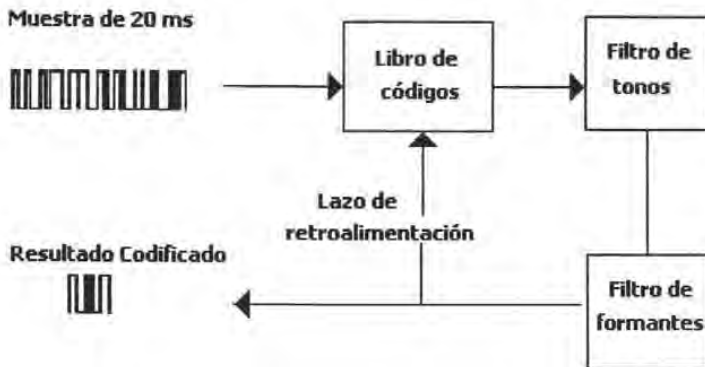 Muestra de 20 ms
Libro de
códigos
Filtro de
tonos
Lazo de
retroalimentación
Resultado Codificado
Filtro de
formantes